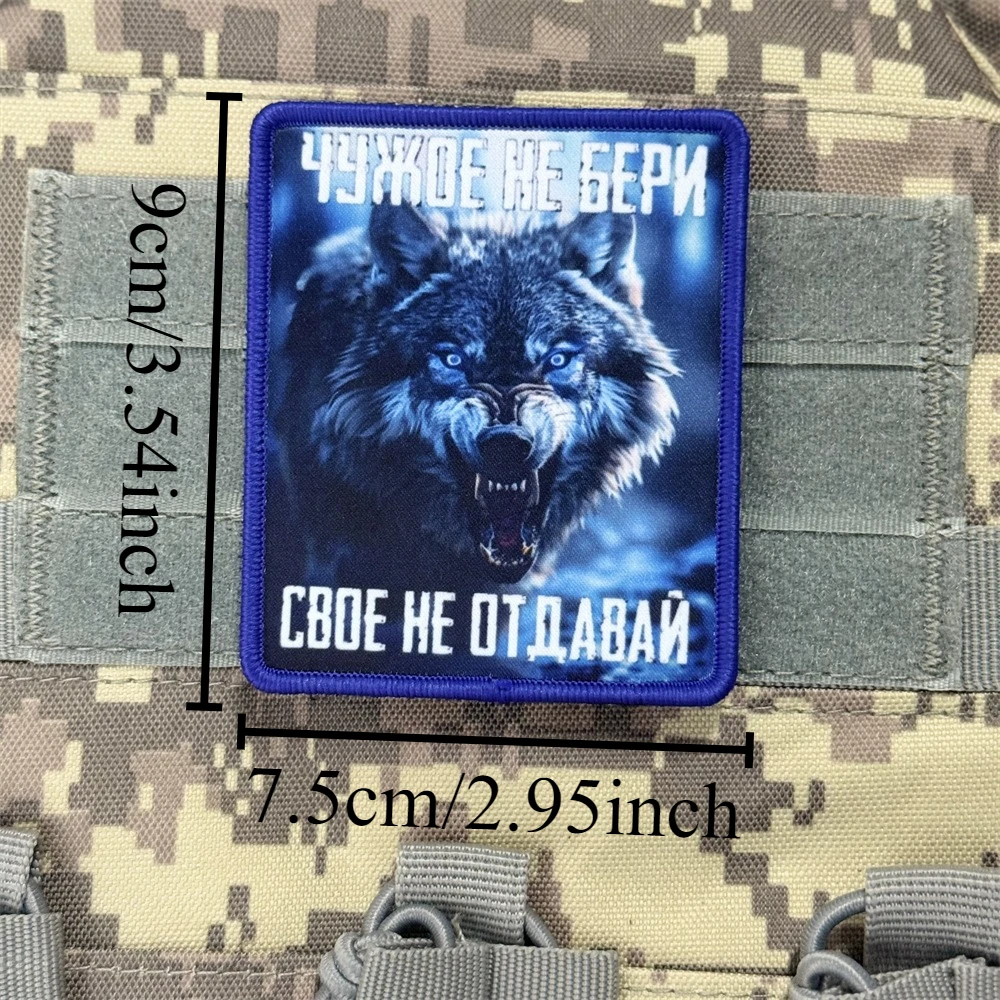 ЧУЖОЕ НЕ БЕРИ
9cm/3.54inch
СВОЕ НЕ ОТДАВАЙ
7.5cm/2.95inch